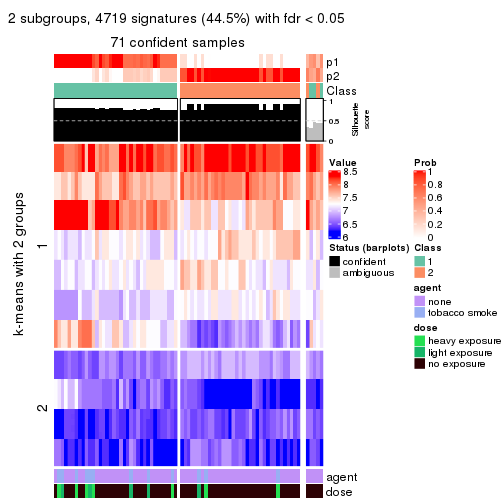 2 subgroups, 4719 signatures (44.5%) with fdr < 0.05
71 confident samples
p1
p2
Class
1
0.5
0
Silhouette
score
k-means with 2 groups
1
2
agent
dose
Value
8.5
8
7.5
7
6.5
6
Prob
1
0.8
0.6
0.4
0.2
0
Status (barplots)
confident
ambiguous
Class
1
2
agent
none
tobacco smoke
dose
heavy exposure
light exposure
no exposure